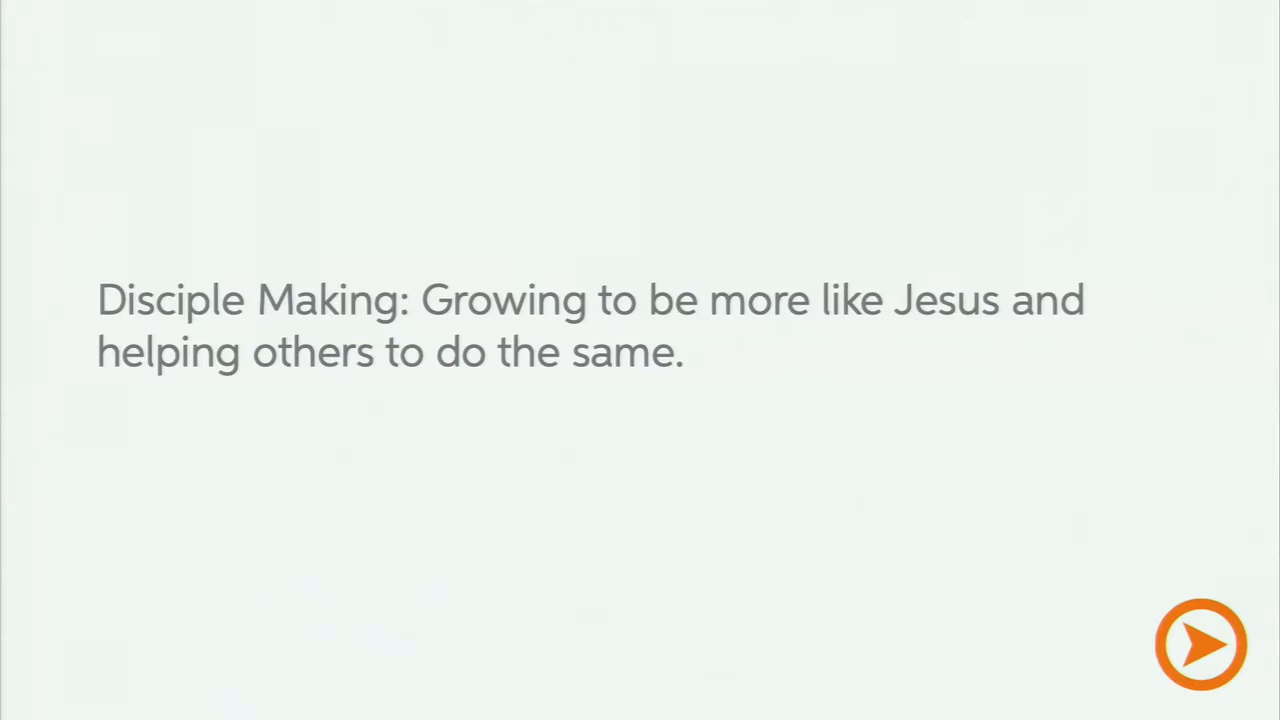 Disciple Making: Growing to be more like Jesus and
helping others to do the same.